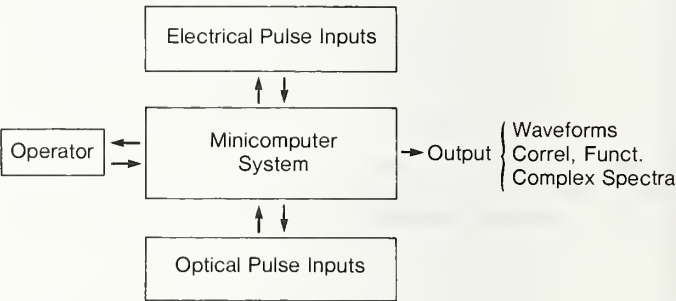 Electrical Pulse Inputs
Operator
Minicomputer
System
Output
Waveforms
Correl, Funct.
Complex Spectra
Optical Pulse Inputs